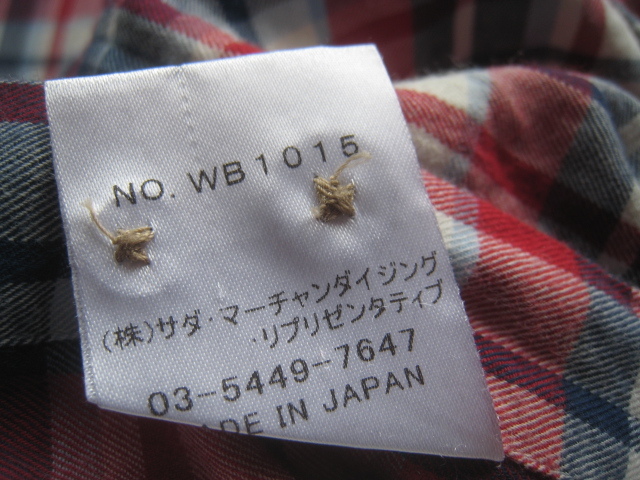 NO. WB1015
(株)サダ・マーチャンダイジング
・リプリゼンタティブ
03-5449-7647
MADE IN JAPAN